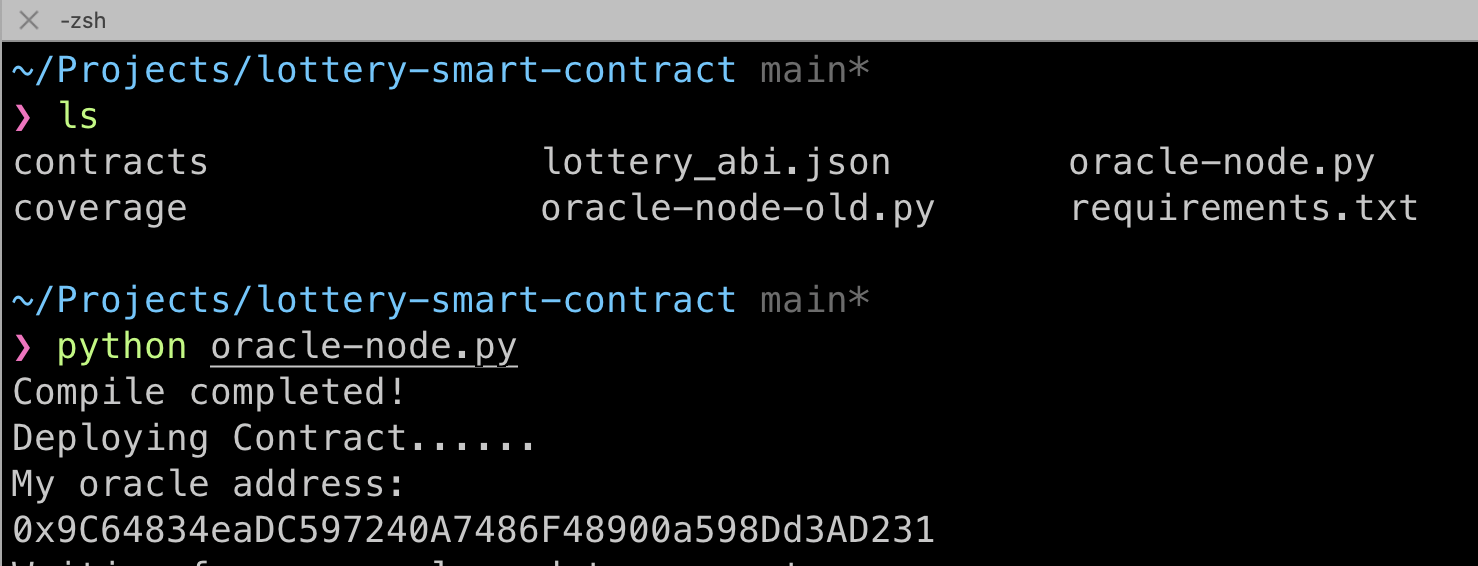 -zsh
~/Projects/lottery-smart-contract main*
❯ ls
contracts lottery_abi.json oracle-node.py
coverage oracle-node-old.py requirements.txt
~/Projects/lottery-smart-contract main*
❯ python oracle-node.py
Compile completed!
Deploying Contract......
My oracle address:
0x9C64834eaDC597240A7486F48900a598Dd3AD231